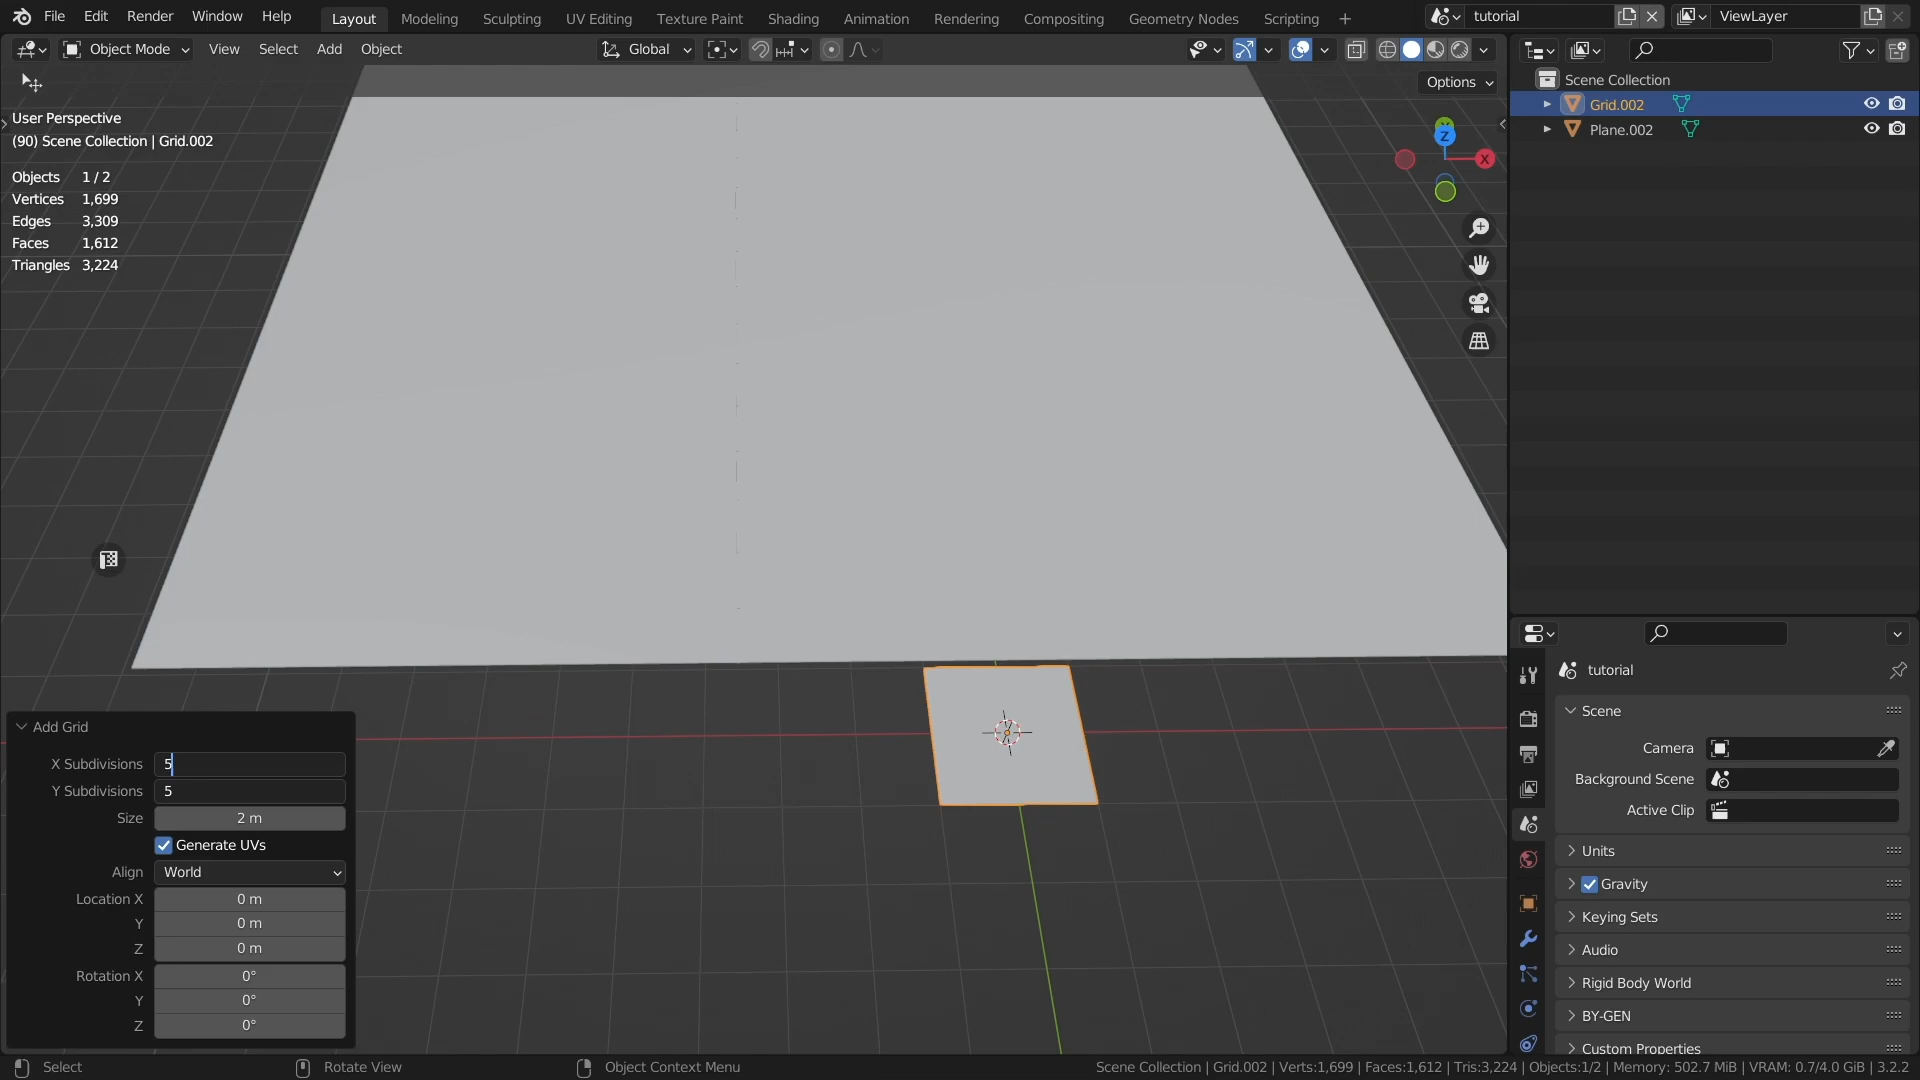 File Edit Render Window Help Layout Modeling Sculpting UV Editing Texture Paint Shading Animation Rendering Compositing Geometry Nodes Scripting + tutorial ViewLayer
Object Mode View Select Add Object Global
Options
Scene Collection
Grid.002
Plane.002
User Perspective
(90) Scene Collection | Grid.002
Objects 1 / 2
Vertices 1,699
Edges 3,309
Faces 1,612
Triangles 3,224
Z
X
tutorial
Scene
Camera
Background Scene
Active Clip
Units
Gravity
Keying Sets
Audio
Rigid Body World
BY-GEN
Custom Properties
Add Grid
X Subdivisions 5
Y Subdivisions 5
Size 2 m
Generate UVs
Align World
Location X 0 m
Y 0 m
Z 0 m
Rotation X 0°
Y 0°
Z 0°
Select Rotate View Object Context Menu Scene Collection | Grid.002 | Verts:1,699 | Faces:1,612 | Tris:3,224 | Objects:1/2 | Memory: 502.7 MiB | VRAM: 0.7/4.0 GiB | 3.2.2